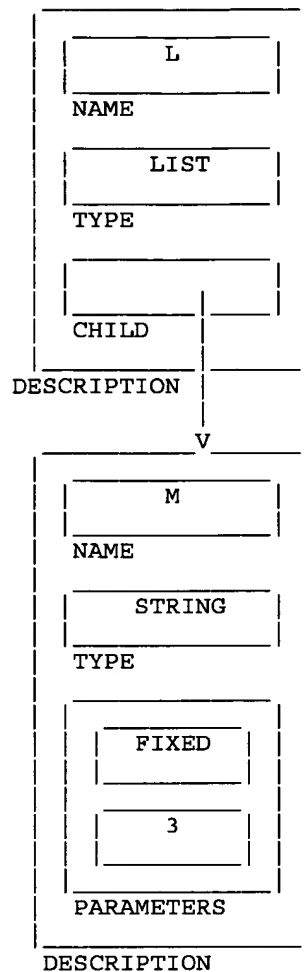 L
NAME
LIST
TYPE
CHILD
DESCRIPTION
V
M
NAME
STRING
TYPE
FIXED
3
PARAMETERS
DESCRIPTION